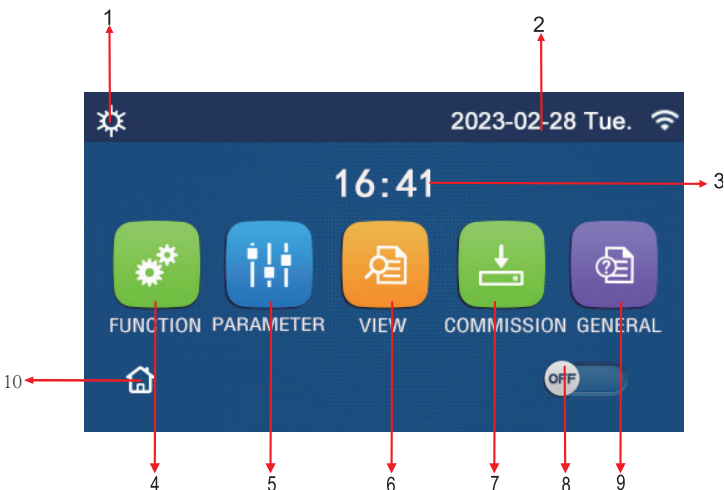 1
2
2023-02-28 Tue.
16:41
3
FUNCTION PARAMETER VIEW COMMISSION GENERAL
10
OFF
4 5 6 7 8 9